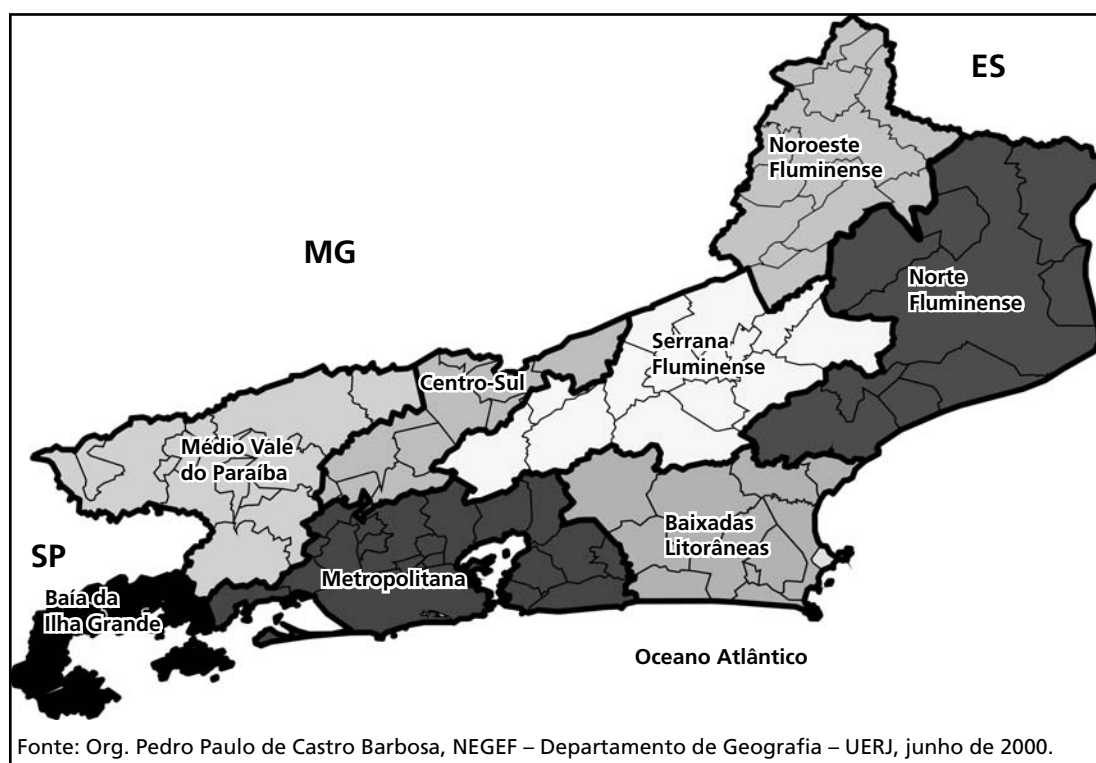 ES
Noroeste
Fluminense
MG
Norte
Fluminense
Serrana
Fluminense
Centro-Sul
Médio Vale
do Paraíba
Baixadas
Litorâneas
SP
Metropolitana
Baía da
Ilha Grande
Oceano Atlântico
Fonte: Org. Pedro Paulo de Castro Barbosa, NEGEF – Departamento de Geografia – UERJ, junho de 2000.